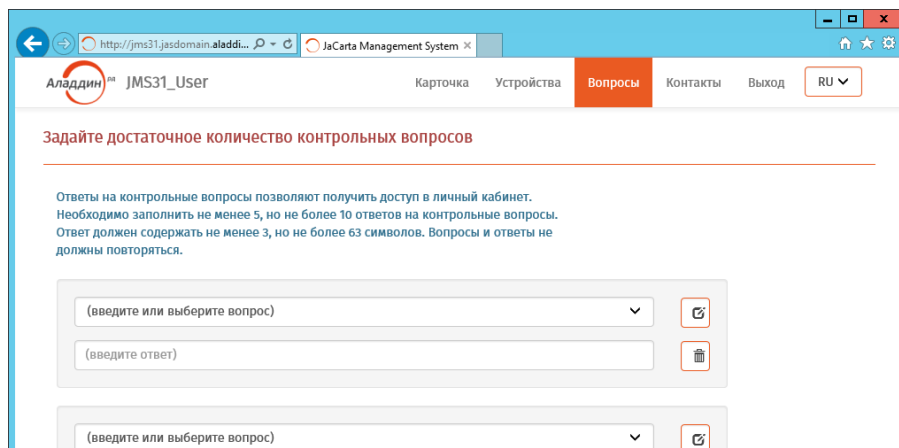 http://jms31.jasdomain.aladdi...
JaCarta Management System
Аладдин РД JMS31_User Карточка Устройства Вопросы Контакты Выход RU
Задайте достаточное количество контрольных вопросов
Ответы на контрольные вопросы позволяют получить доступ в личный кабинет.
Необходимо заполнить не менее 5, но не более 10 ответов на контрольные вопросы.
Ответ должен содержать не менее 3, но не более 63 символов. Вопросы и ответы не
должны повторяться.
(введите или выберите вопрос)
(введите ответ)
(введите или выберите вопрос)